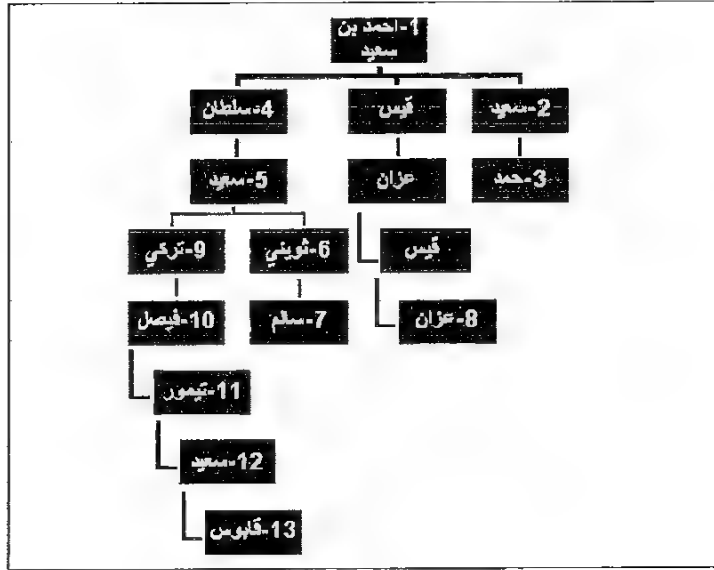 1-احمد بن
سعيد
2-سعيد
قيس
4-سلطان
3-حمد
عزان
5-سعيد
قيس
6-ثويني
9-تركي
8-عزان
7-سالم
10-فيصل
11-تيمور
12-سعيد
13-قابوس